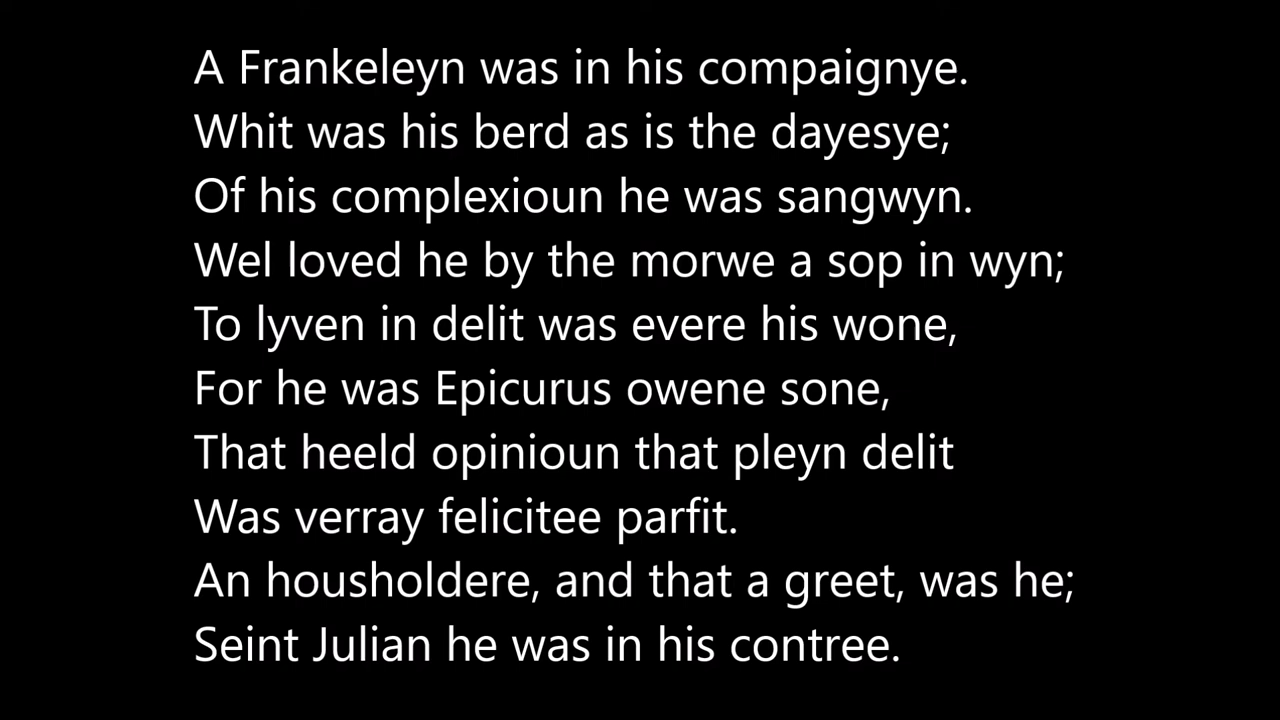 A Frankeleyn was in his compaignye.
Whit was his berd as is the dayesye;
Of his complexioun he was sangwyn.
Wel loved he by the morwe a sop in wyn;
To lyven in delit was evere his wone,
For he was Epicurus owene sone,
That heeld opinioun that pleyn delit
Was verray felicitee parfit.
An housholdere, and that a greet, was he;
Seint Julian he was in his contree.